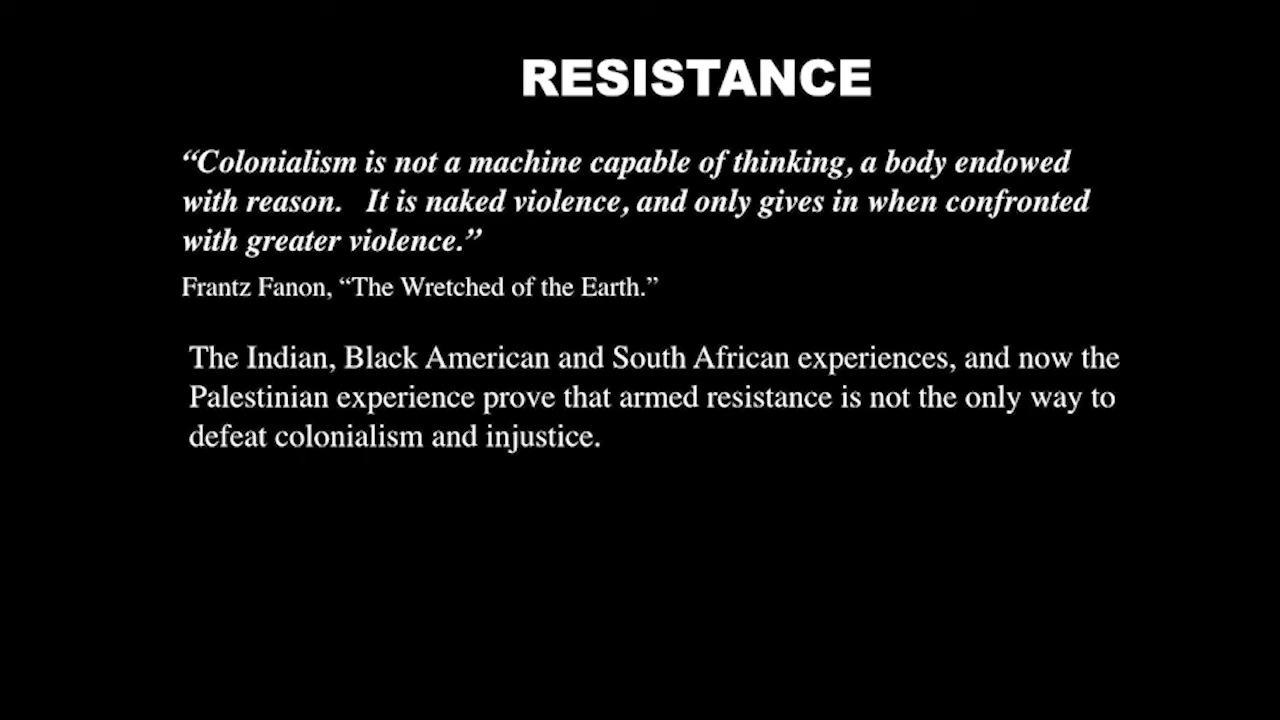 RESISTANCE
“Colonialism is not a machine capable of thinking, a body endowed
with reason.   It is naked violence, and only gives in when confronted
with greater violence.”
Frantz Fanon, “The Wretched of the Earth.”
The Indian, Black American and South African experiences, and now the
Palestinian experience prove that armed resistance is not the only way to
defeat colonialism and injustice.